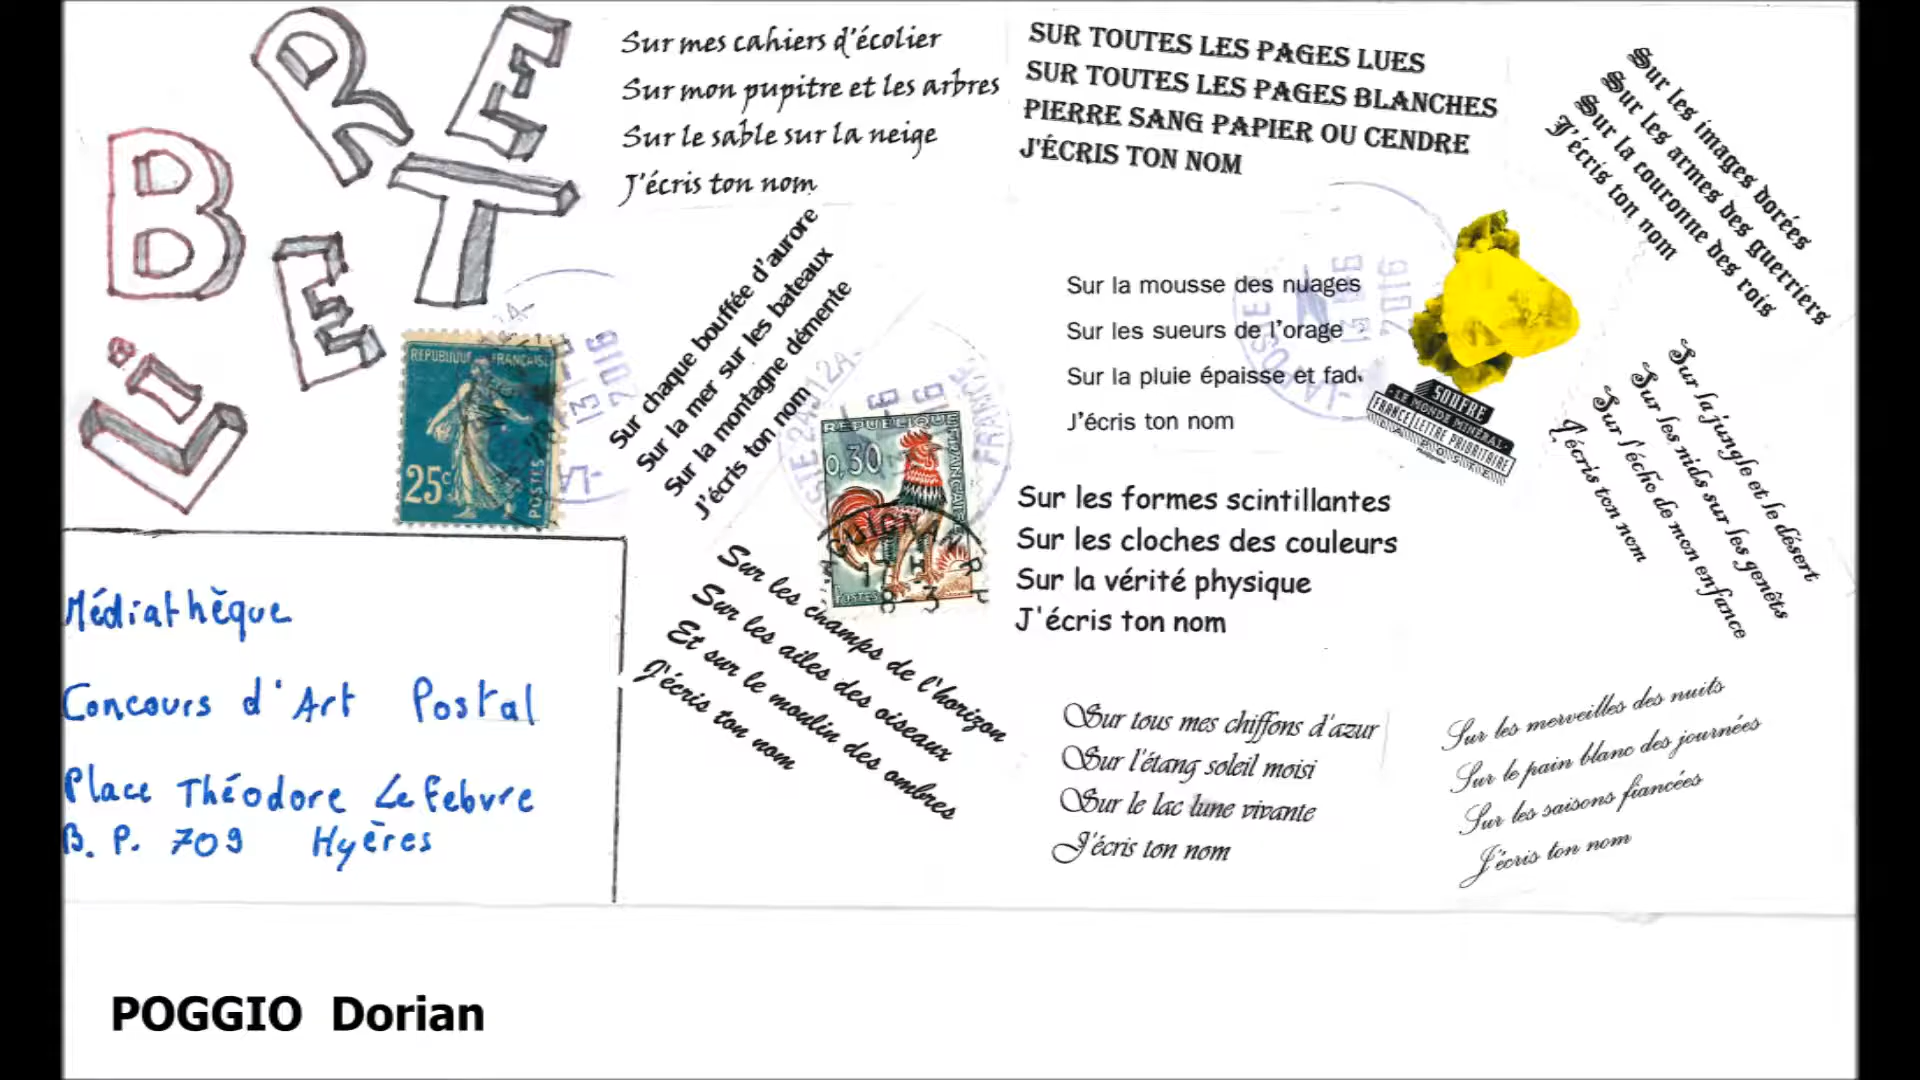 LIBERTÉ
Sur mes cahiers d'écolier
Sur mon pupitre et les arbres
Sur le sable sur la neige
J'écris ton nom
SUR TOUTES LES PAGES LUES
SUR TOUTES LES PAGES BLANCHES
PIERRE SANG PAPIER OU CENDRE
J'ÉCRIS TON NOM
Sur les images dorées
Sur les armes des guerriers
Sur la couronne des rois
J'écris ton nom
Sur chaque bouffée d'aurore
Sur la mer sur les bateaux
Sur la montagne démente
J'écris ton nom
Sur la mousse des nuages
Sur les sueurs de l'orage
Sur la pluie épaisse et fad
J'écris ton nom
Sur la jungle et le désert
Sur les nids sur les genêts
Sur l'écho de mon enfance
J'écris ton nom
REPUBLIQUE FRANÇAISE
25c
POSTES
REPUBLIQUE FRANÇAISE
0,30
POSTES
SOUFRE
LE MONDE MINÉRAL
FRANCE LETTRE PRIORITAIRE
LA POSTE
13-6
2016
Sur les formes scintillantes
Sur les cloches des couleurs
Sur la vérité physique
J'écris ton nom
Sur les champs de l'horizon
Sur les ailes des oiseaux
Et sur le moulin des ombres
J'écris ton nom
Sur tous mes chiffons d'azur
Sur l'étang soleil moisi
Sur le lac lune vivante
J'écris ton nom
Sur les merveilles des nuits
Sur le pain blanc des journées
Sur les saisons fiancées
J'écris ton nom
Médiathèque
Concours d'Art Postal
Place Théodore Lefebvre
B. P. 709 Hyères
POGGIO Dorian